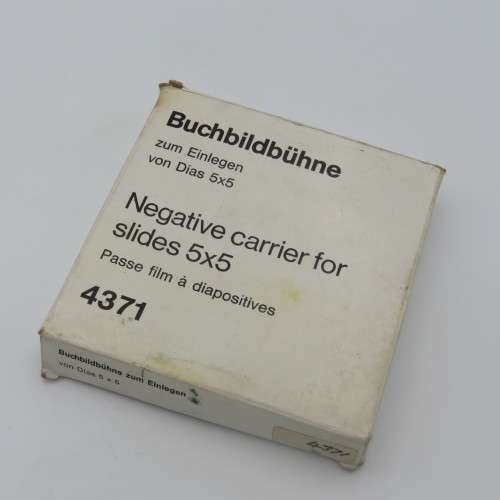 Buchbildbühne
zum Einlegen
von Dias 5x5
Negative carrier for
slides 5x5
Passe film à diapositives
4371
Buchbildbühne zum Einlegen
von Dias 5 x 5
4371